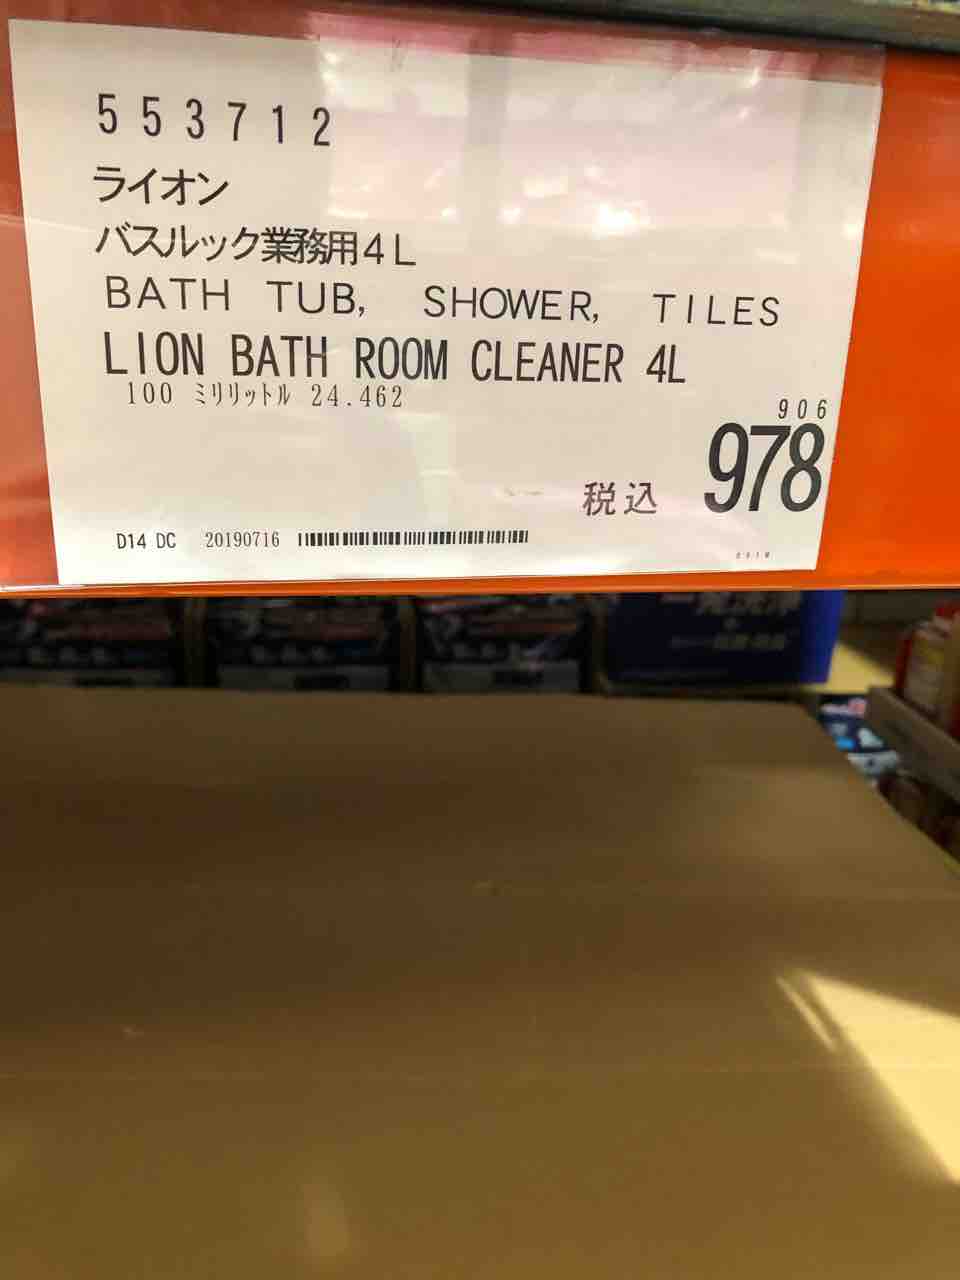 553712
ライオン
バスルック業務用4L
BATH TUB, SHOWER, TILES
LION BATH ROOM CLEANER 4L
100 ミリリットル 24.462
906
税込 978
D14 DC 20190716